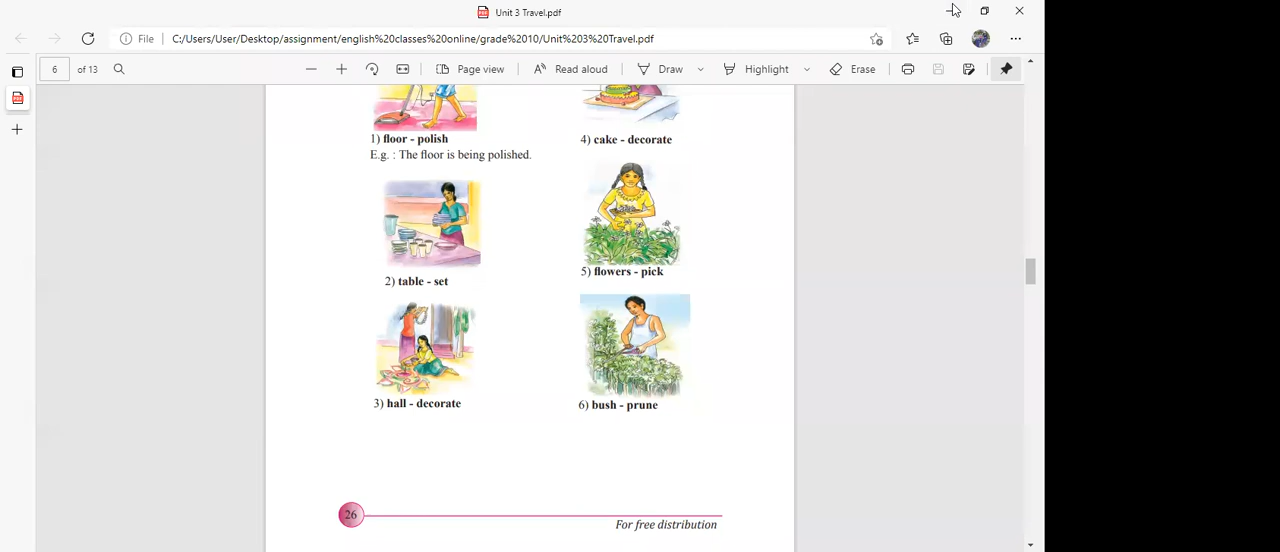 Unit 3 Travel.pdf
File
C:/Users/User/Desktop/assignment/english%20classes%20online/grade%2010/Unit%203%20Travel.pdf
6 of 13
Page view
Read aloud
Draw
Highlight
Erase
1) floor - polish
E.g. : The floor is being polished.
2) table - set
3) hall - decorate
4) cake - decorate
5) flowers - pick
6) bush - prune
26
For free distribution